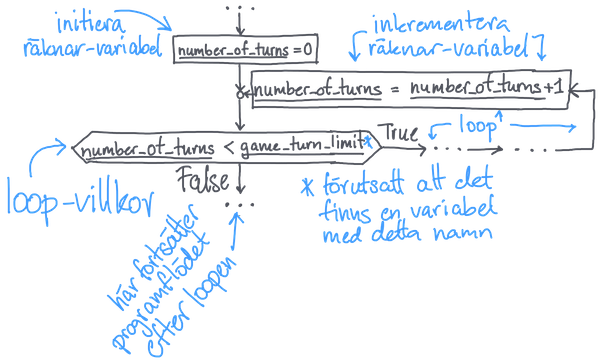 ...
initiera
räknar-variabel
number_of_turns=0
inkrementera
räknar-variabel
number_of_turns = number_of_turns+1
number_of_turns < game_turn_limit*
True
loop
... ...
loop-villkor
False
...
* förutsatt att det
finns en variabel
med detta namn
här fortsätter
programflödet
efter loopen